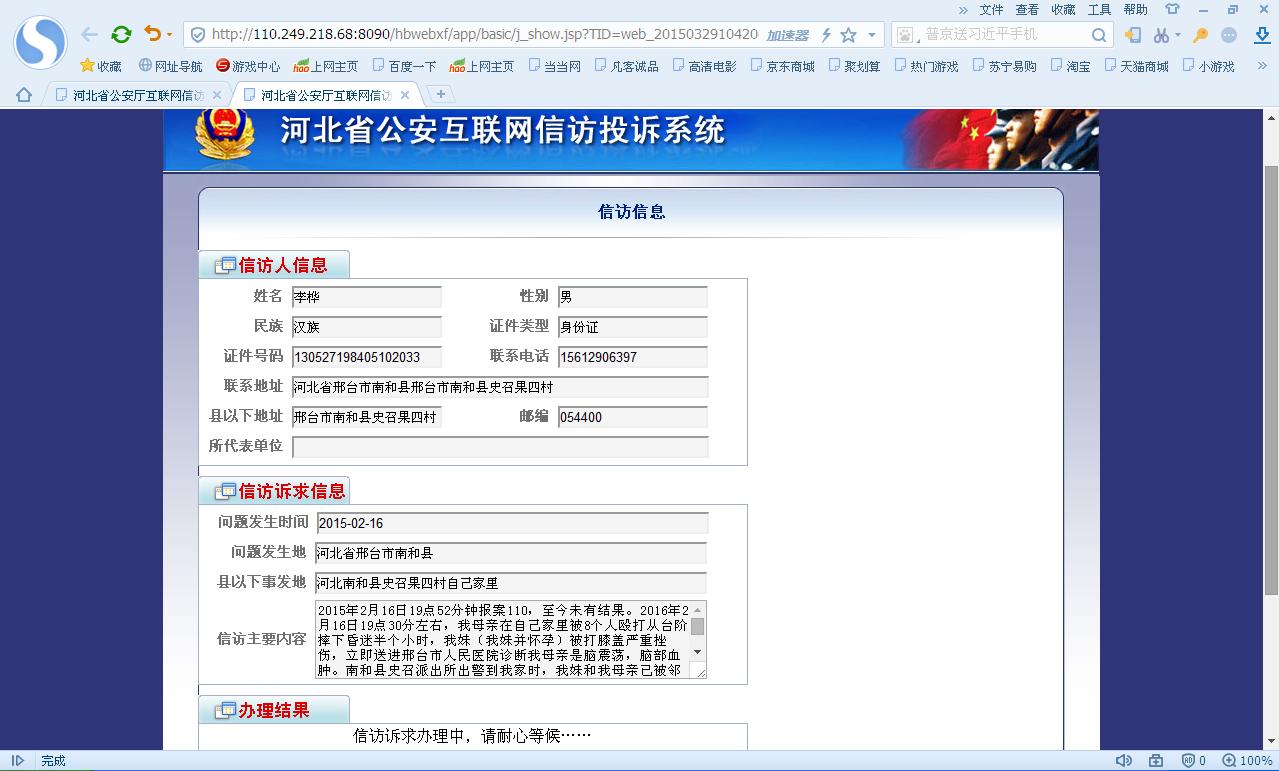 » 文件 查看 收藏 工具 帮助
http://110.249.218.68:8090/hbwebxf/app/basic/j_show.jsp?TID=web_2015032910420 加速器 普京送习近平手机
收藏 网址导航 游戏中心 hao 上网主页 百度一下 hao 上网主页 当当网 凡客诚品 高清电影 京东商城 聚划算 热门游戏 苏宁易购 淘宝 天猫商城 小游戏 »
河北省公安厅互联网信访 × 河北省公安厅互联网信访 × +
河北省公安互联网信访投诉系统
信访信息
信访人信息
姓名 李桦 性别 男
民族 汉族 证件类型 身份证
证件号码 130527198405102033 联系电话 15612906397
联系地址 河北省邢台市南和县邢台市南和县史召果四村
县以下地址 邢台市南和县史召果四村 邮编 054400
所代表单位
信访诉求信息
问题发生时间 2015-02-16
问题发生地 河北省邢台市南和县
县以下事发地 河北南和县史召果四村自己家里
信访主要内容
2015年2月16日19点52分钟报案110，至今未有结果。2016年2
月16日19点30分左右，我母亲在自己家里被8个人殴打从台阶
摔下昏迷半个小时，我妹（我妹并怀孕）被打膝盖严重挫
伤，立即送进邢台市人民医院诊断我母亲是脑震荡，脑部血
肿。南和县史召派出所出警到我家时，我妹和我母亲已被邻
办理结果
信访诉求办理中，请耐心等候……
完成 0 100%